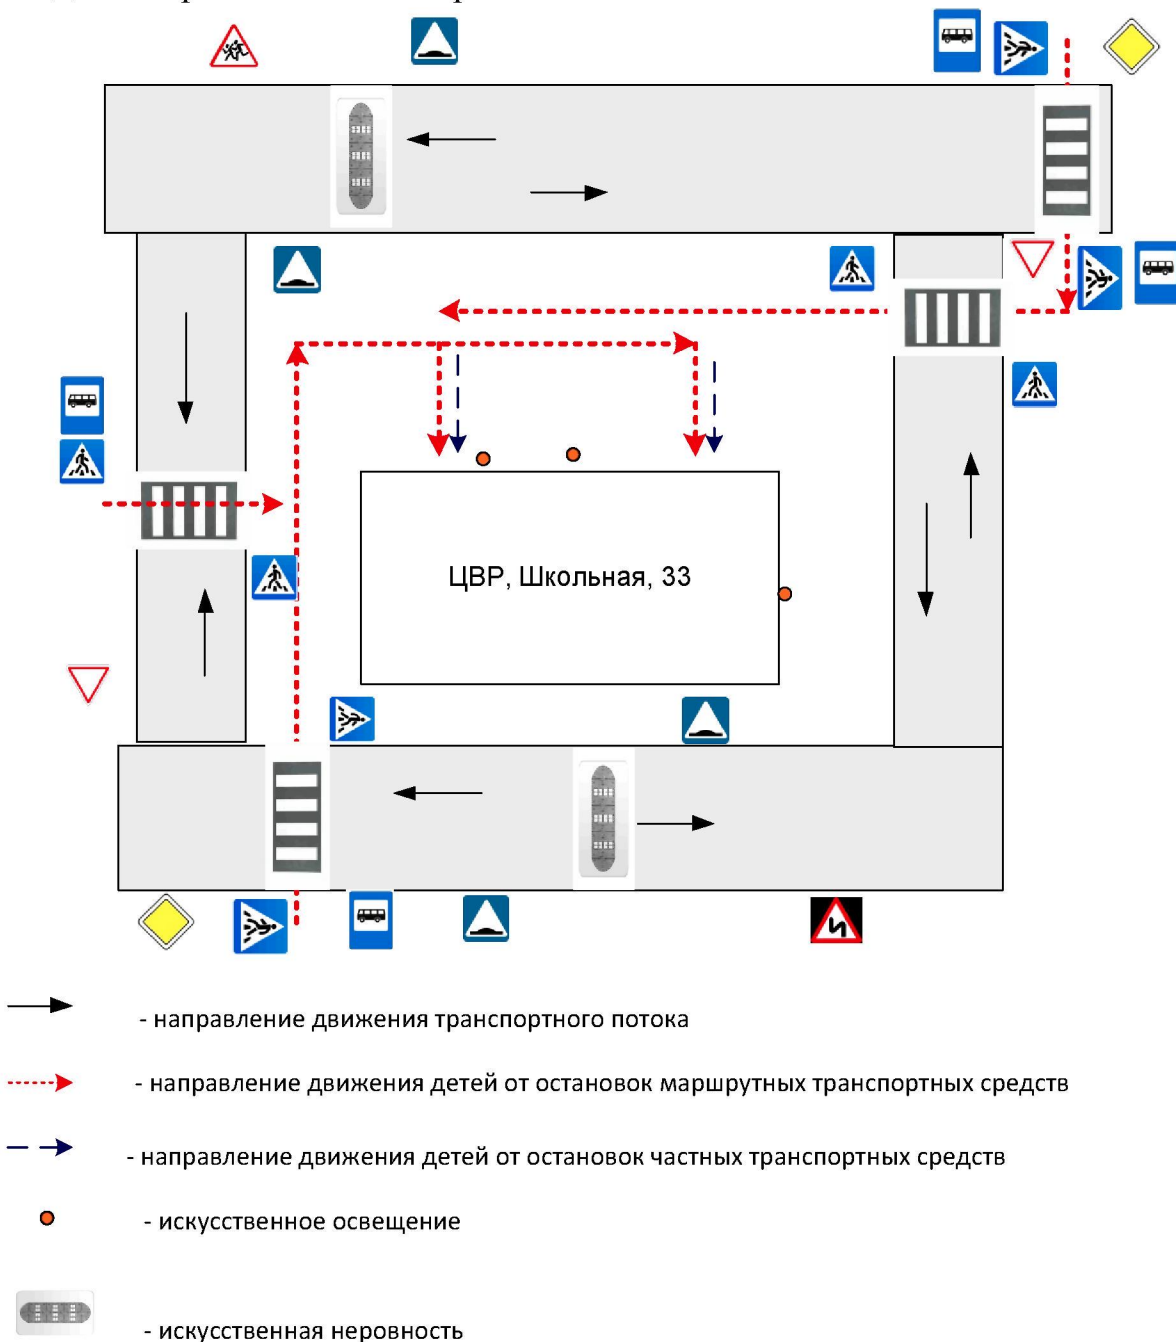 ЦВР, Школьная, 33
- направление движения транспортного потока
- направление движения детей от остановок маршрутных транспортных средств
- направление движения детей от остановок частных транспортных средств
- искусственное освещение
- искусственная неровность